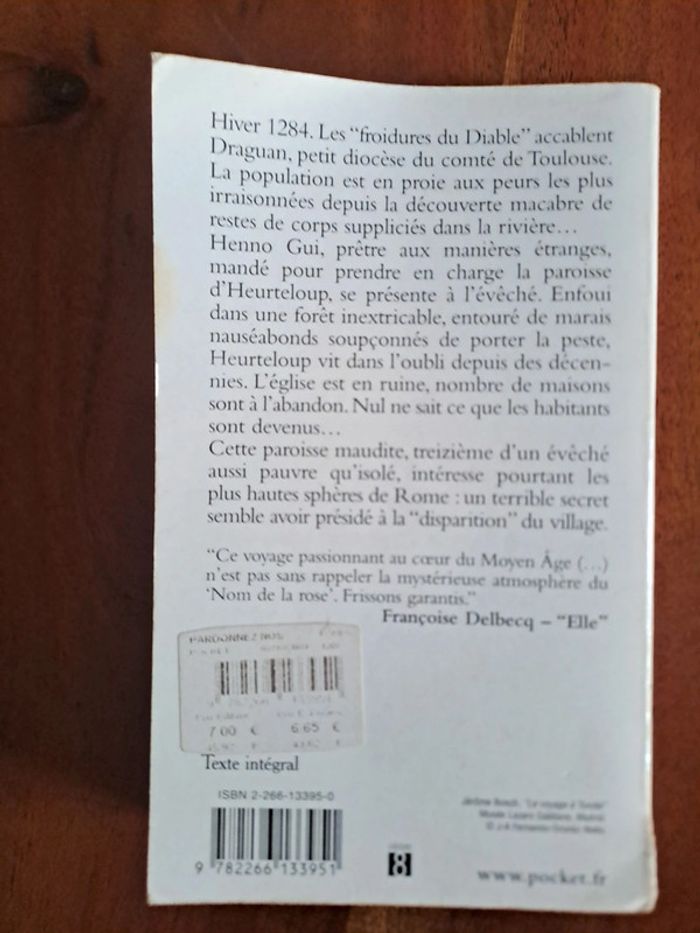 Hiver 1284. Les "froidures du Diable" accablent
Draguan, petit diocèse du comté de Toulouse.
La population est en proie aux peurs les plus
irraisonnées depuis la découverte macabre de
restes de corps suppliciés dans la rivière…
Henno Gui, prêtre aux manières étranges,
mandé pour prendre en charge la paroisse
d'Heurteloup, se présente à l'évêché. Enfoui
dans une forêt inextricable, entouré de marais
nauséabonds soupçonnés de porter la peste,
Heurteloup vit dans l'oubli depuis des décen-
nies. L'église est en ruine, nombre de maisons
sont à l'abandon. Nul ne sait ce que les habitants
sont devenus…
Cette paroisse maudite, treizième d'un évêché
aussi pauvre qu'isolé, intéresse pourtant les
plus hautes sphères de Rome : un terrible secret
semble avoir présidé à la "disparition" du village.
"Ce voyage passionnant au cœur du Moyen Âge (…)
n'est pas sans rappeler la mystérieuse atmosphère du
'Nom de la rose'. Frissons garantis."
Françoise Delbecq – "Elle"
PARDONNEZ NOS
7.00 € 6.65 €
Texte intégral
ISBN 2-266-13395-0
9 782266 133951
8
Jérôme Bosch, "Le voyage à
www.pocket.fr